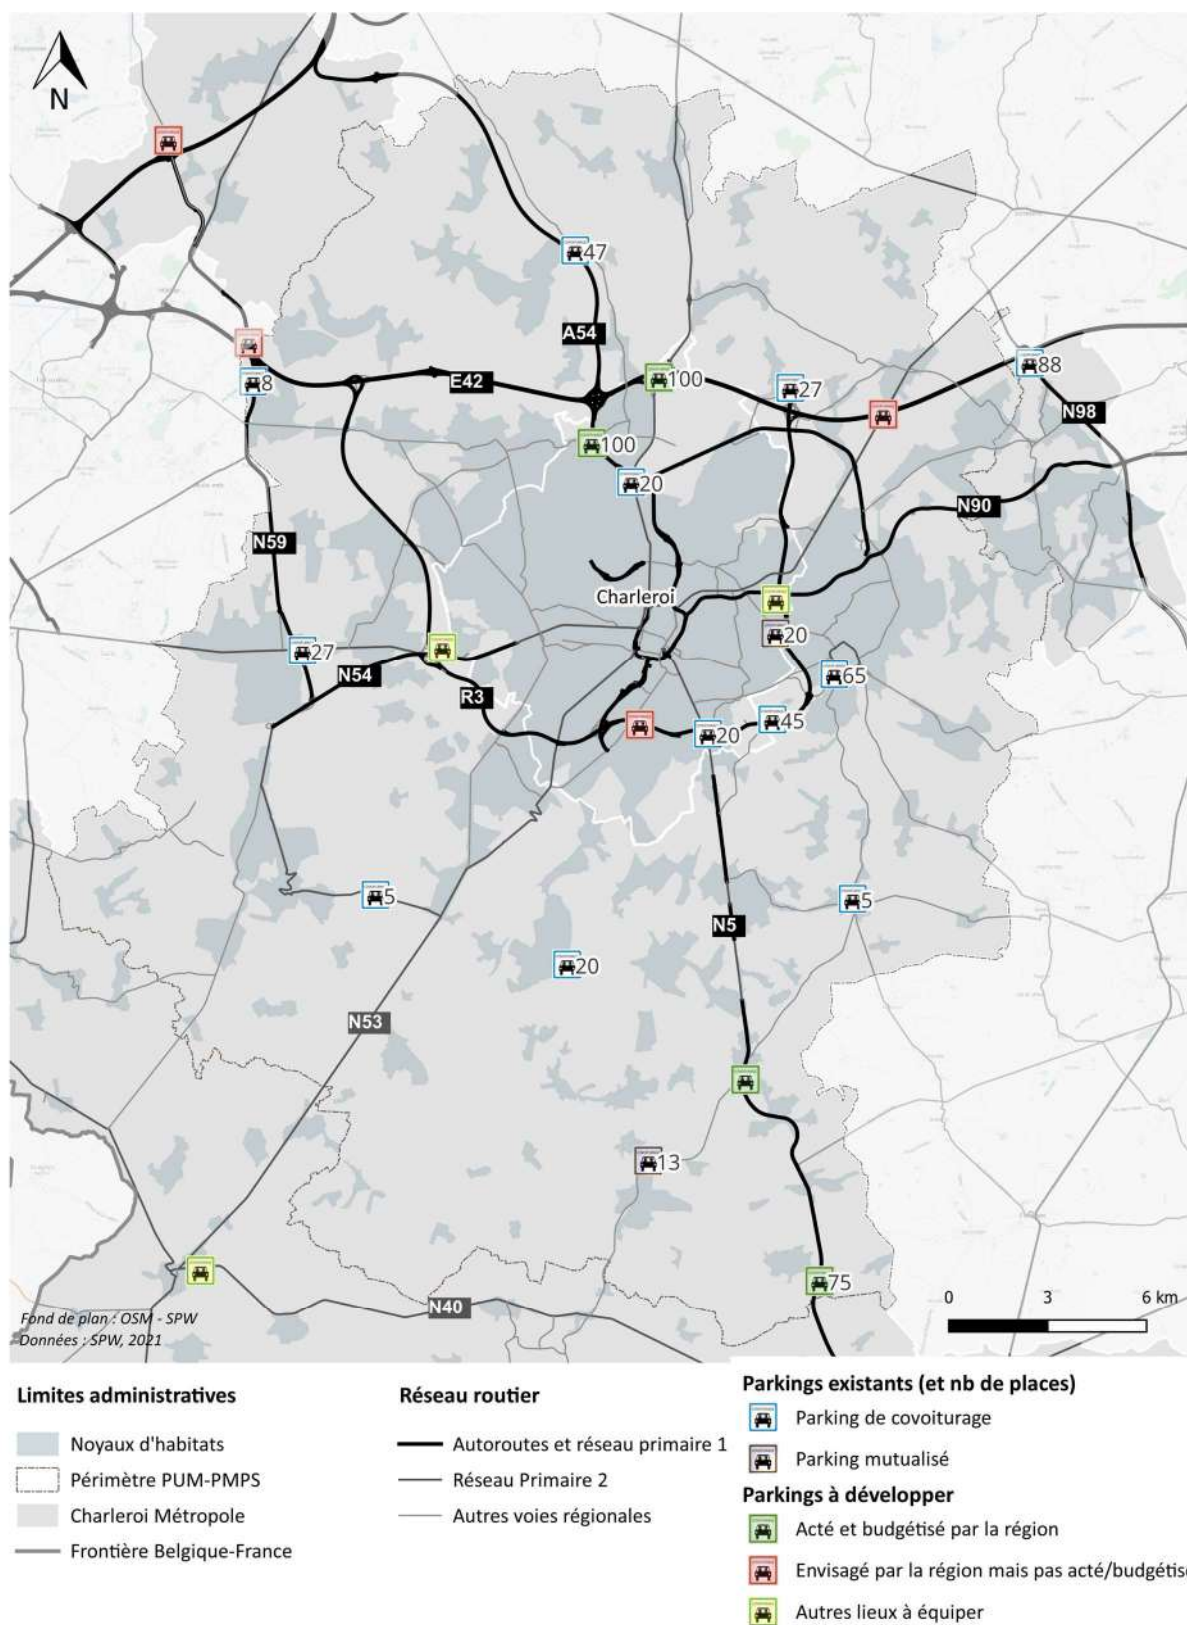 N
47
A54
8
E42
100
27
88
N98
100
20
N90
N59
Charleroi
20
27
N54
65
R3
45
20
5
5
N5
20
N53
13
75
N40
0 3 6 km
Fond de plan : OSM - SPW
Données : SPW, 2021
Limites administratives
Noyaux d'habitats
Périmètre PUM-PMPS
Charleroi Métropole
Frontière Belgique-France
Réseau routier
Autoroutes et réseau primaire 1
Réseau Primaire 2
Autres voies régionales
Parkings existants (et nb de places)
Parking de covoiturage
Parking mutualisé
Parkings à développer
Acté et budgétisé par la région
Envisagé par la région mais pas acté/budgétisé
Autres lieux à équiper